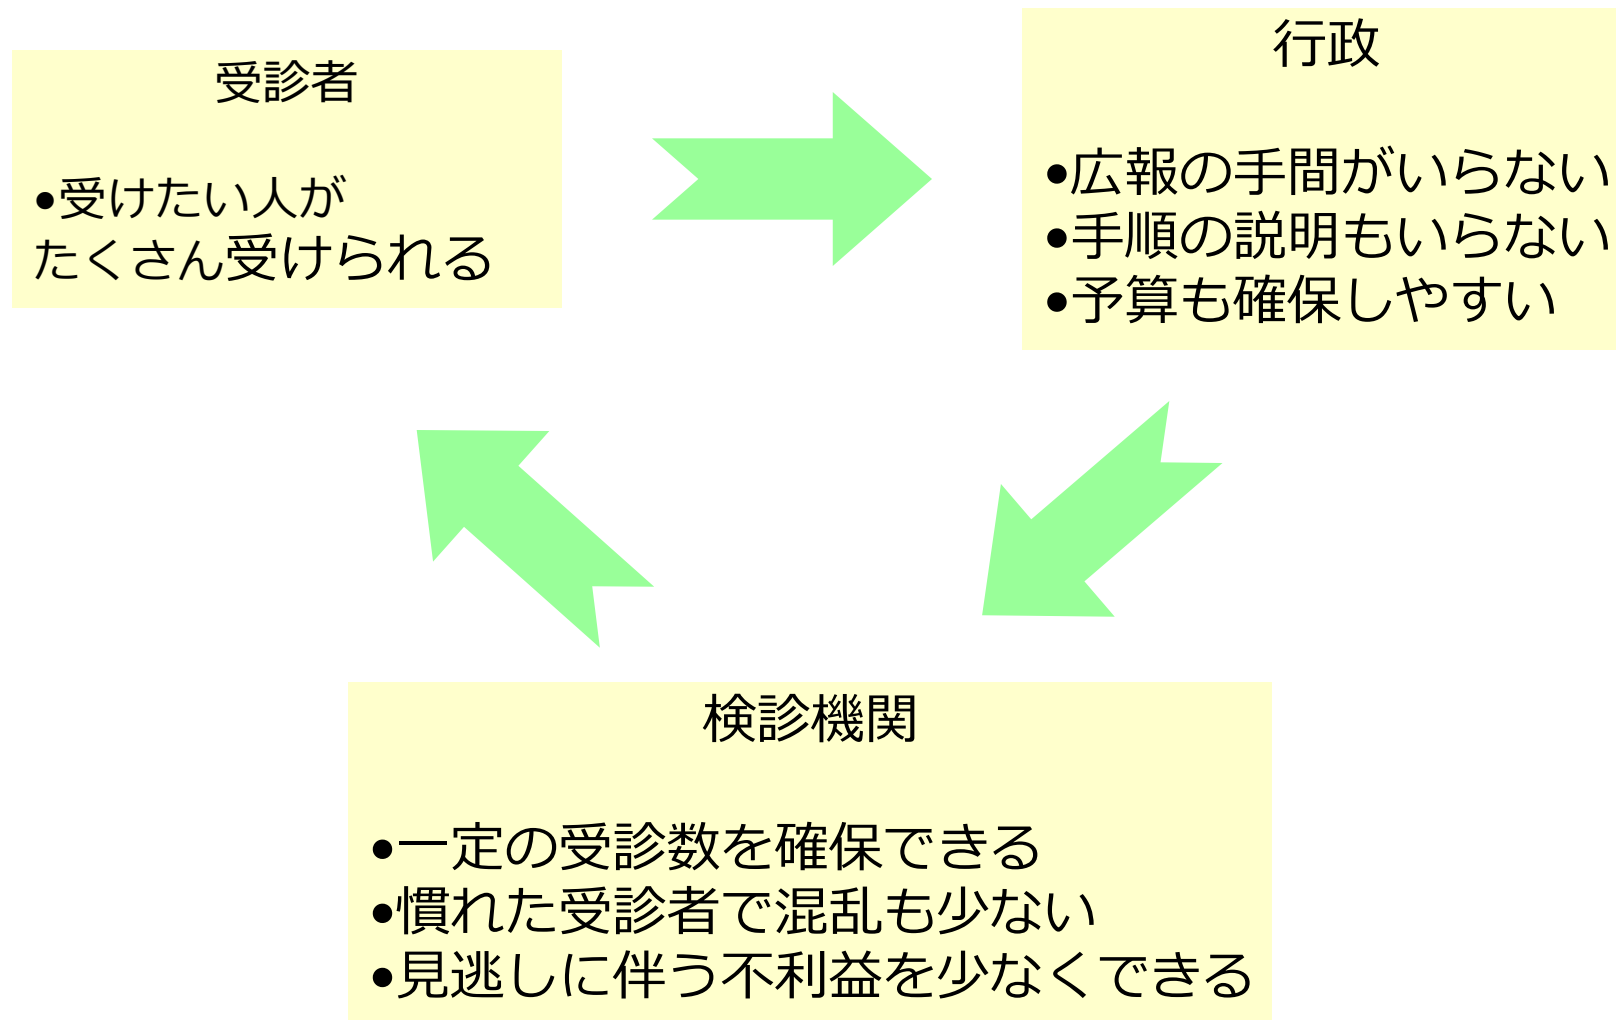 受診者
●受けたい人が
たくさん受けられる
行政
●広報の手間がいらない
●手順の説明もいらない
●予算も確保しやすい
検診機関
●一定の受診数を確保できる
●慣れた受診者で混乱も少ない
●見逃しに伴う不利益を少なくできる